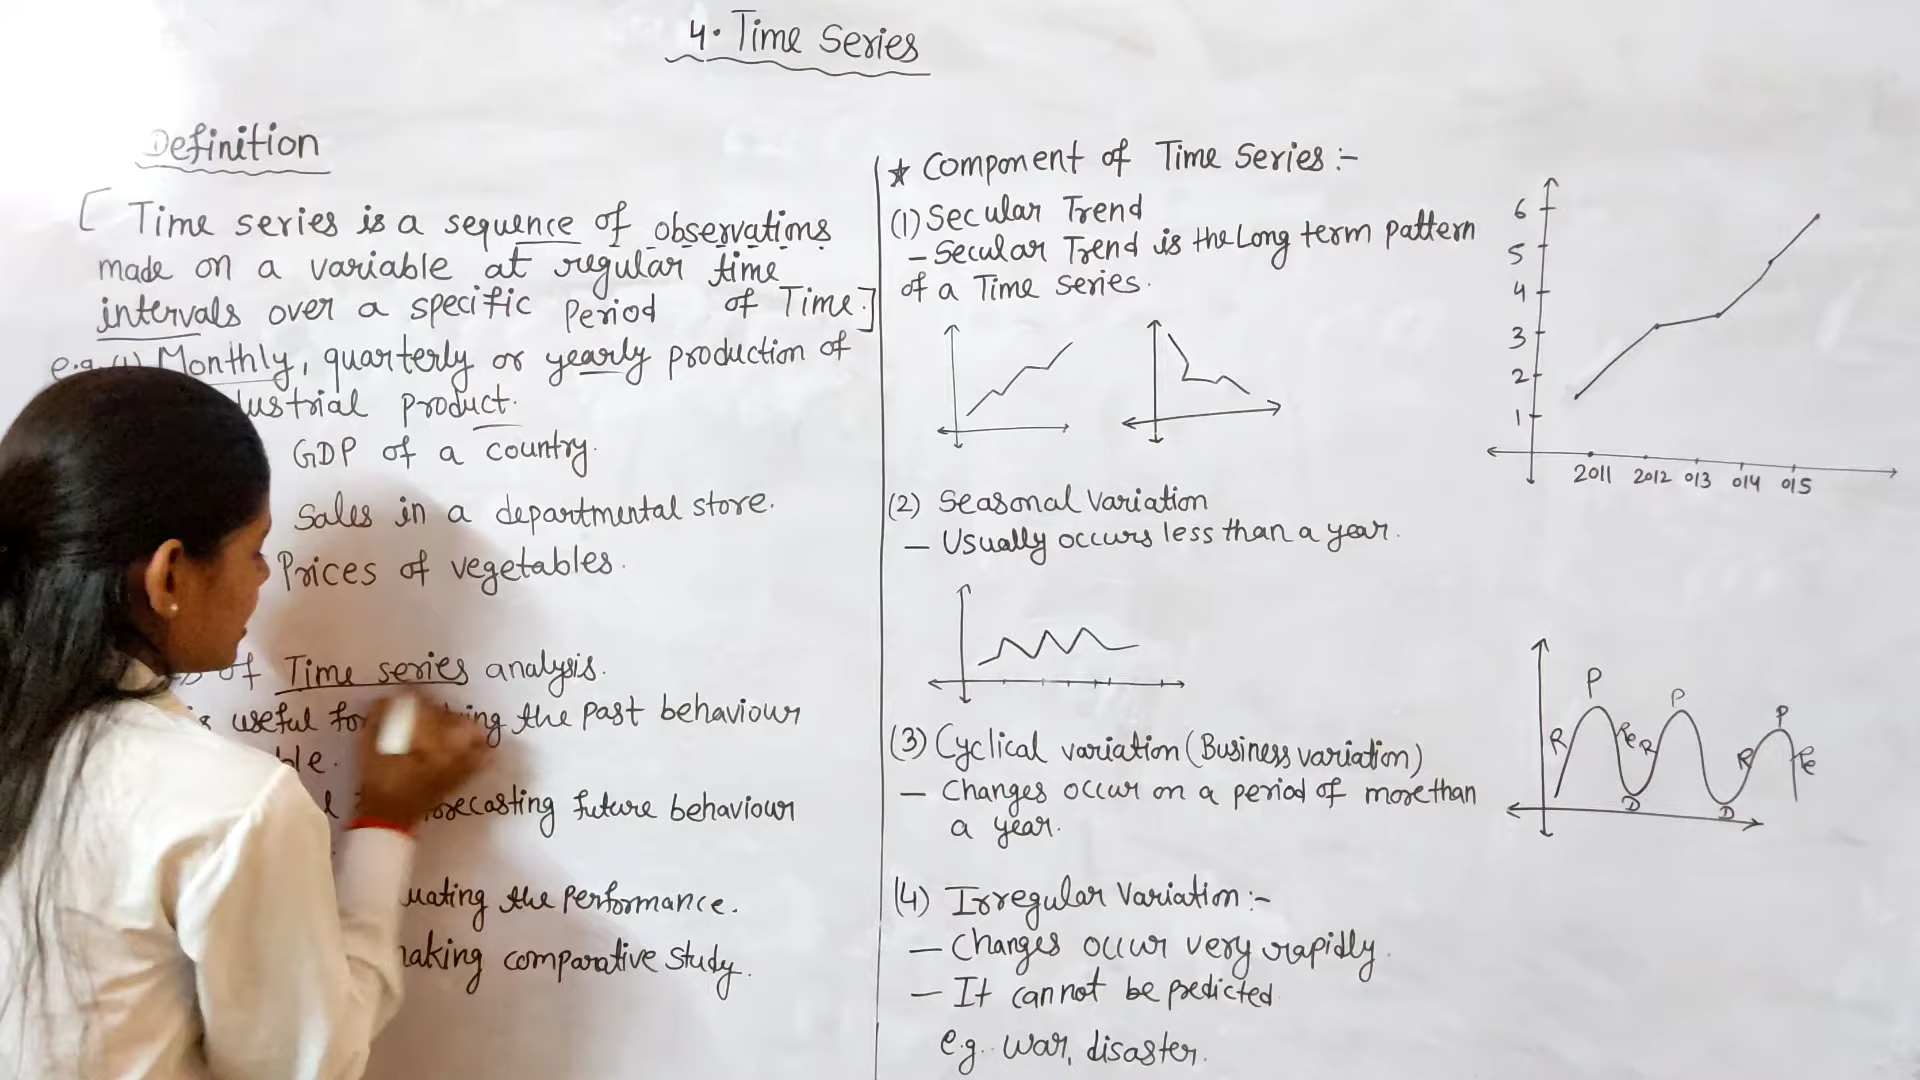 4. Time Series
Definition
[ Time series is a sequence of observations
made on a variable at regular time
intervals over a specific Period of Time.]
e.g. (1) Monthly, quarterly or yearly production of
product.
GDP of a country.
Sales in a departmental store.
Prices of vegetables.
of Time series analysis.
useful the Past behaviour
future behaviour
the Performance.
comparative study.
★ Component of Time Series :-
(1) Secular Trend
- Secular Trend is the Long term pattern
of a Time series.
(2) Seasonal Variation
- Usually occurs less than a year.
(3) Cyclical variation (Business variation)
- Changes occur on a period of more than
a year.
(4) Irregular Variation :-
- Changes occur very rapidly.
- It cannot be predicted
e.g. war, disaster.
6
5
4
3
2
1
2011 2012 013 014 015
P P P
R Re R R Re
D D